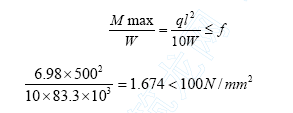 M max / W = ql² / 10W ≤ f
6.98×500² / 10×83.3×10³ = 1.674 < 100N / mm²